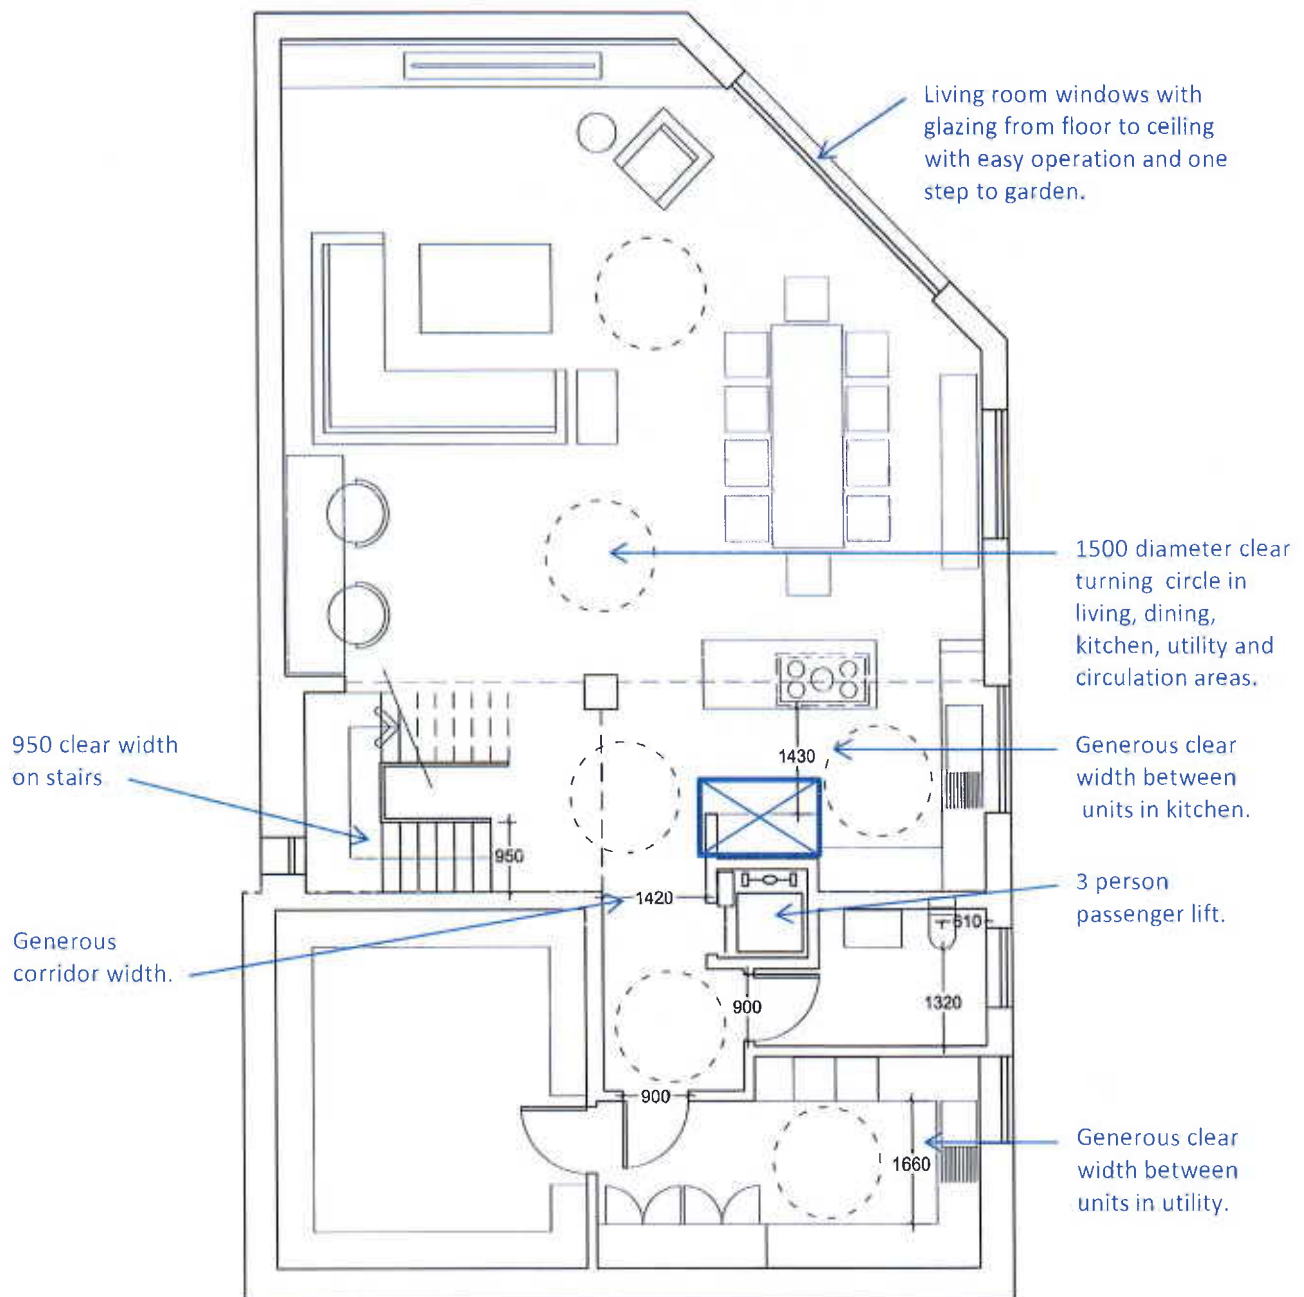 Living room windows with
glazing from floor to ceiling
with easy operation and one
step to garden.
1500 diameter clear
turning circle in
living, dining,
kitchen, utility and
circulation areas.
950 clear width
on stairs
Generous clear
width between
units in kitchen.
1430
950
3 person
passenger lift.
1420
Generous
corridor width.
610
900
1320
900
Generous clear
width between
units in utility.
1660